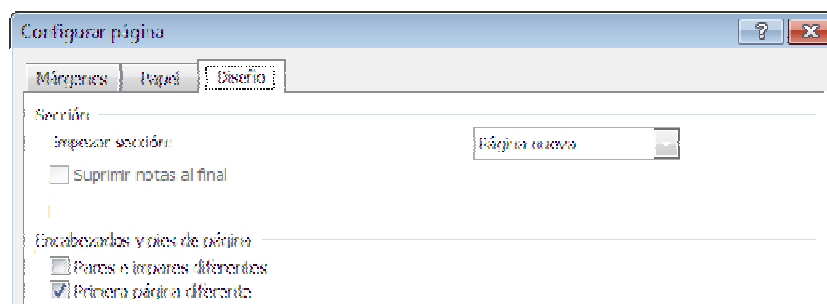 Configurar página
Márgenes Papel Diseño
Sección
Empezar sección: Página nueva
Suprimir notas al final
Encabezados y pies de página
Pares e impares diferentes
Primera página diferente